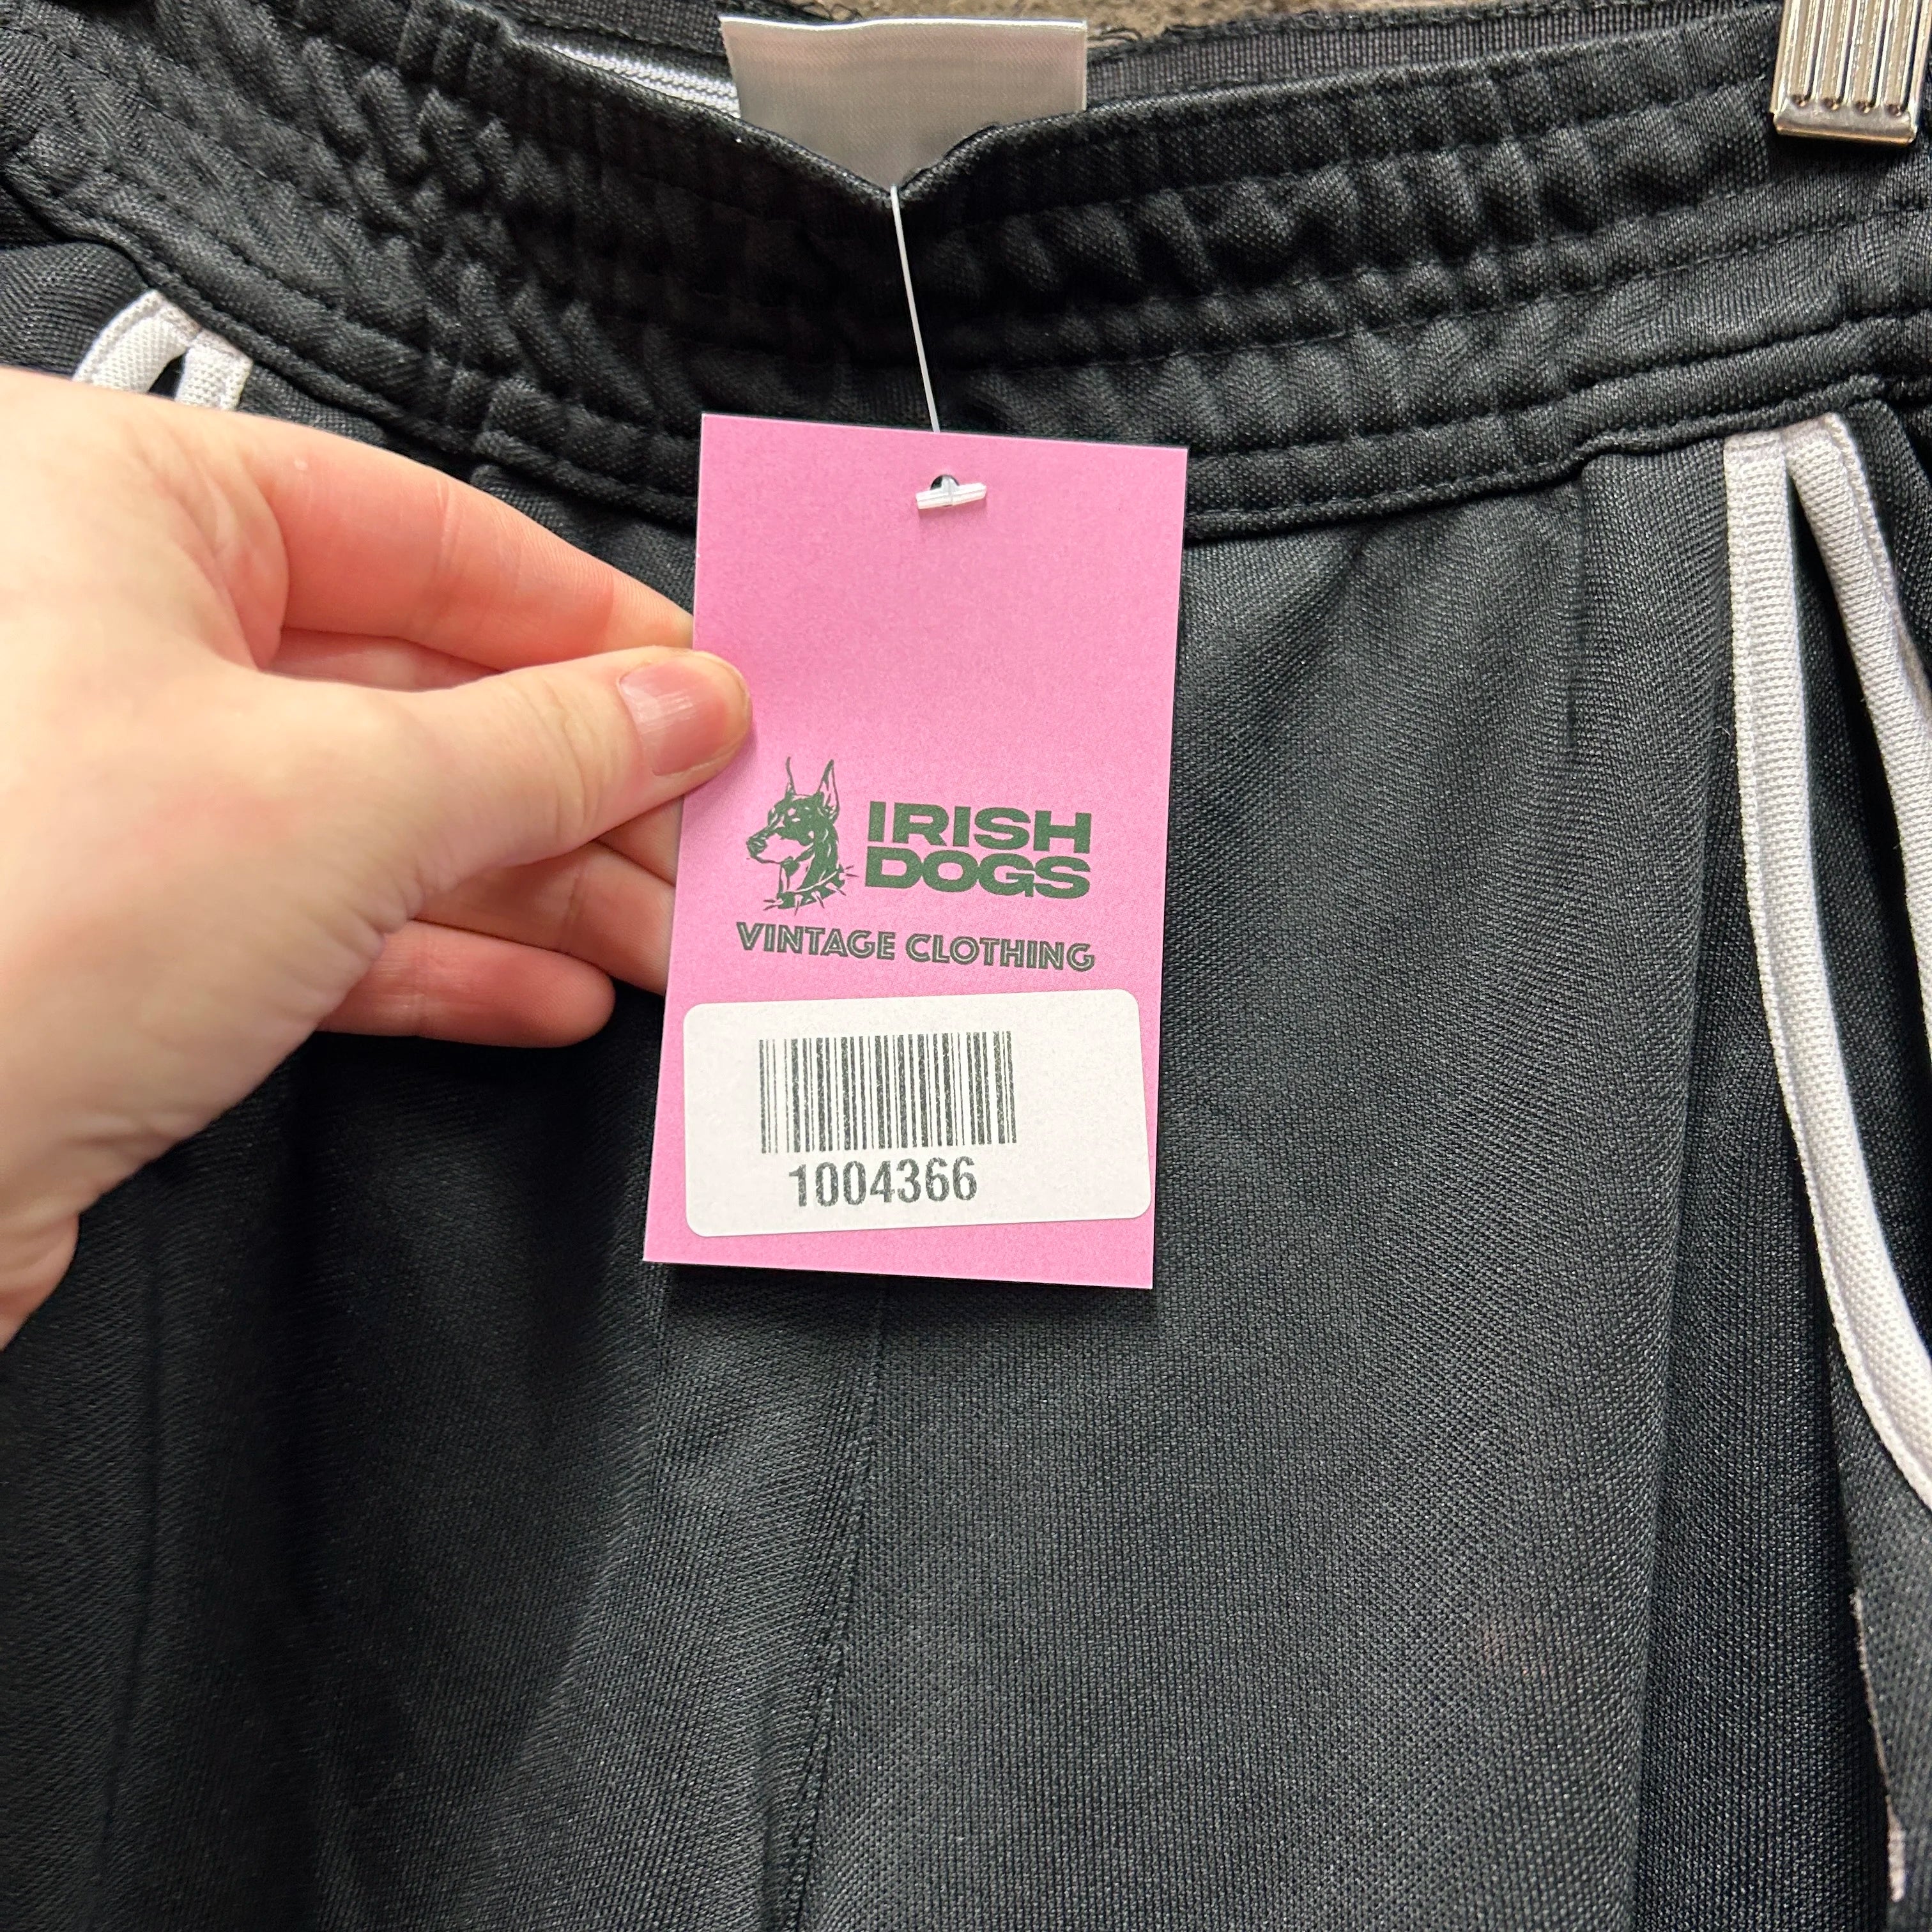 IRISH
DOGS
VINTAGE CLOTHING
1004366